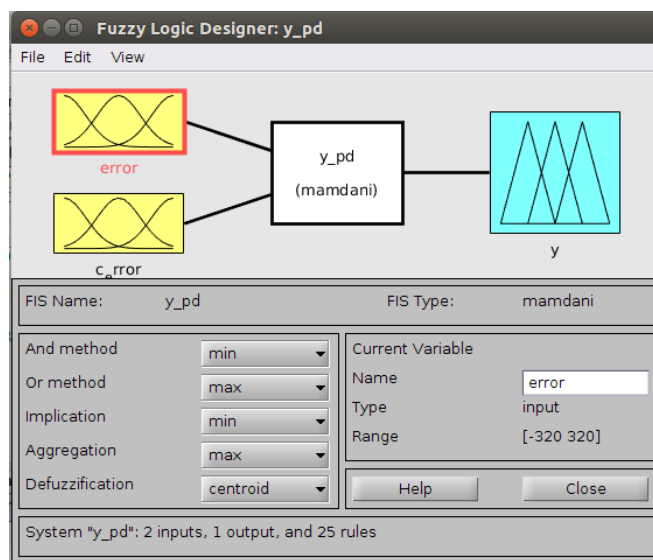 Fuzzy Logic Designer: y_pd
File Edit View
error
c_error
y_pd
(mamdani)
y
FIS Name: y_pd FIS Type: mamdani
And method min
Or method max
Implication min
Aggregation max
Defuzzification centroid
Current Variable
Name error
Type input
Range [-320 320]
Help Close
System "y_pd": 2 inputs, 1 output, and 25 rules